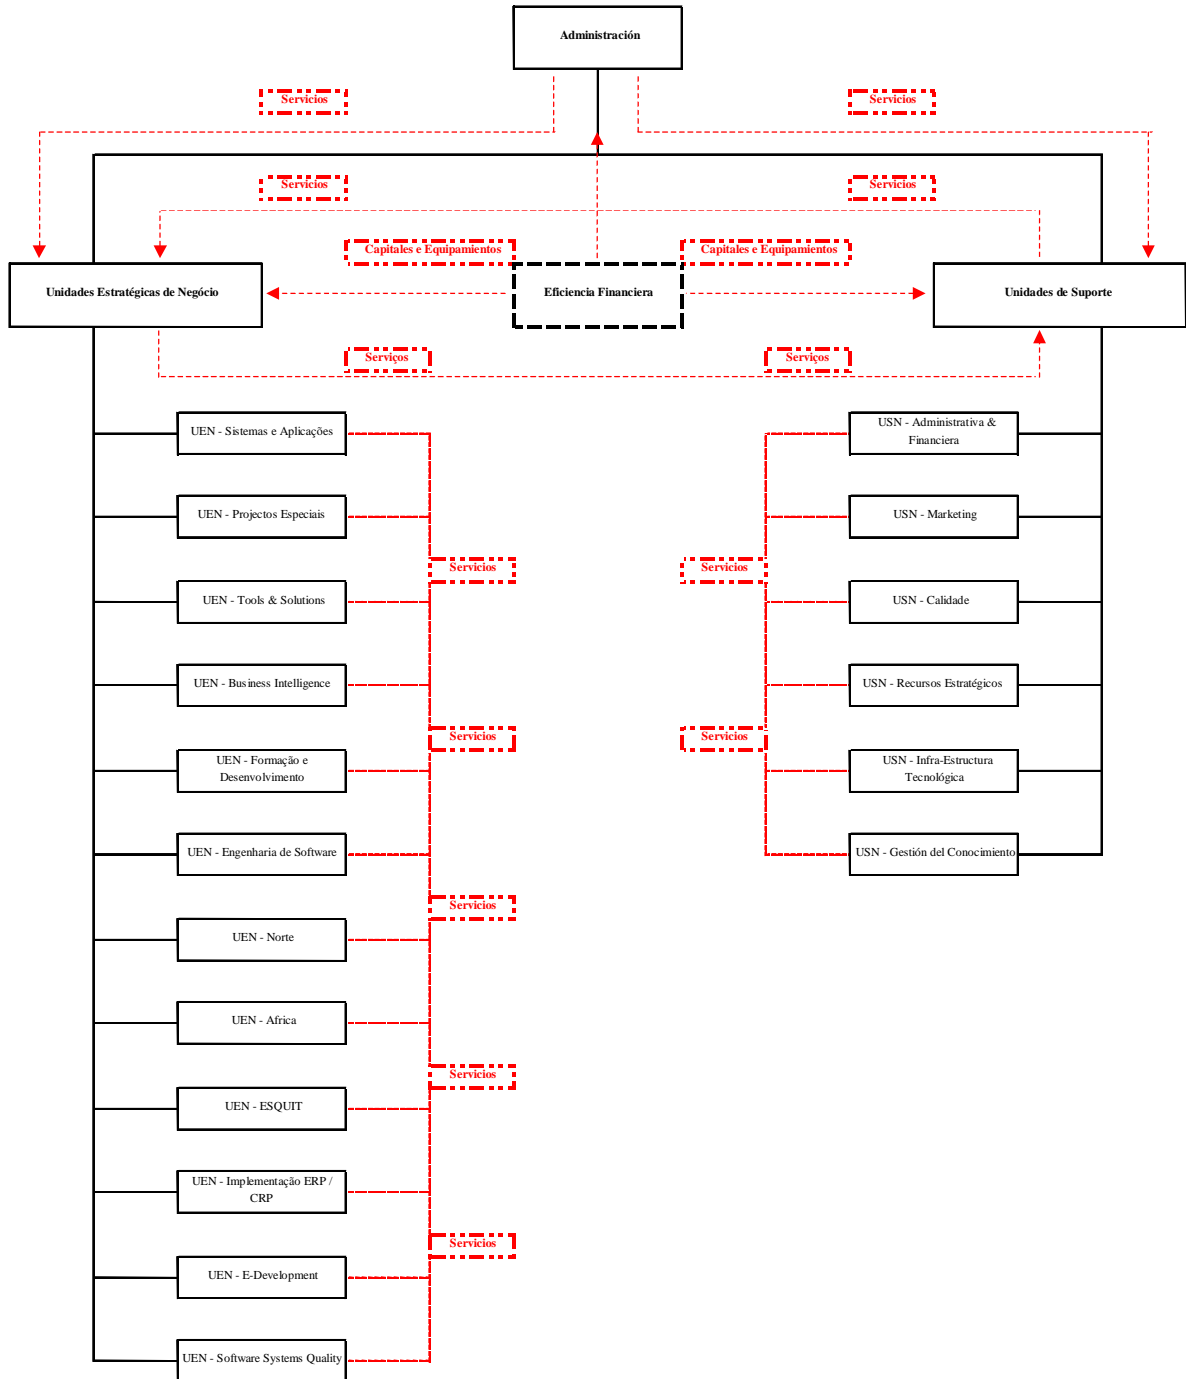 Administración
Servicios
Servicios
Servicios
Servicios
Capitales e Equipamientos
Capitales e Equipamientos
Unidades Estratégicas de Negócio
Eficiencia Financiera
Unidades de Suporte
Serviços
Serviços
UEN - Sistemas e Aplicações
USN - Administrativa &
Financiera
UEN - Projectos Especiais
USN - Marketing
Servicios
Servicios
UEN - Tools & Solutions
USN - Calidade
UEN - Business Intelligence
USN - Recursos Estratégicos
Servicios
Servicios
UEN - Formação e
Desenvolvimento
USN - Infra-Estructura
Tecnológica
UEN - Engenharia de Software
USN - Gestión del Conocimiento
Servicios
UEN - Norte
UEN - Africa
Servicios
UEN - ESQUIT
UEN - Implementação ERP /
CRP
Servicios
UEN - E-Development
UEN - Software Systems Quality